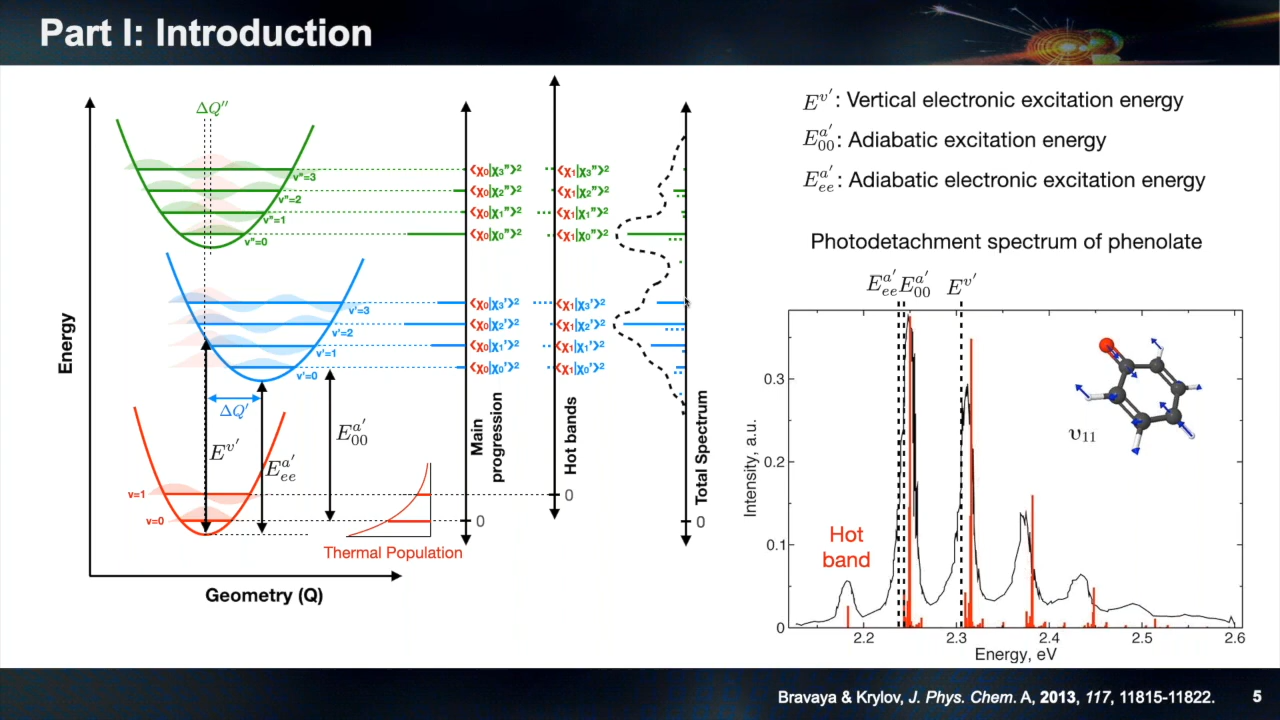 Part I: Introduction
ΔQ″
v″=3
v″=2
v″=1
v″=0
v′=3
v′=2
v′=1
v′=0
ΔQ′
E^{v′}
E^{a′}_{ee}
E^{a′}_{00}
v=1
v=0
Thermal Population
Energy
Geometry (Q)
⟨χ0|χ3″⟩2
⟨χ0|χ2″⟩2
⟨χ0|χ1″⟩2
⟨χ0|χ0″⟩2
⟨χ0|χ3′⟩2
⟨χ0|χ2′⟩2
⟨χ0|χ1′⟩2
⟨χ0|χ0′⟩2
Main
progression
0
⟨χ1|χ3″⟩2
⟨χ1|χ2″⟩2
⟨χ1|χ1″⟩2
⟨χ1|χ0″⟩2
⟨χ1|χ3′⟩2
⟨χ1|χ2′⟩2
⟨χ1|χ1′⟩2
⟨χ1|χ0′⟩2
Hot bands
0
Total Spectrum
0
E^{v′}: Vertical electronic excitation energy
E^{a′}_{00}: Adiabatic excitation energy
E^{a′}_{ee}: Adiabatic electronic excitation energy
Photodetachment spectrum of phenolate
E^{a′}_{ee} E^{a′}_{00} E^{v′}
Intensity, a.u.
0.3
0.2
0.1
0
Hot
band
υ11
2.2 2.3 2.4 2.5 2.6
Energy, eV
Bravaya & Krylov, J. Phys. Chem. A, 2013, 117, 11815-11822.
5